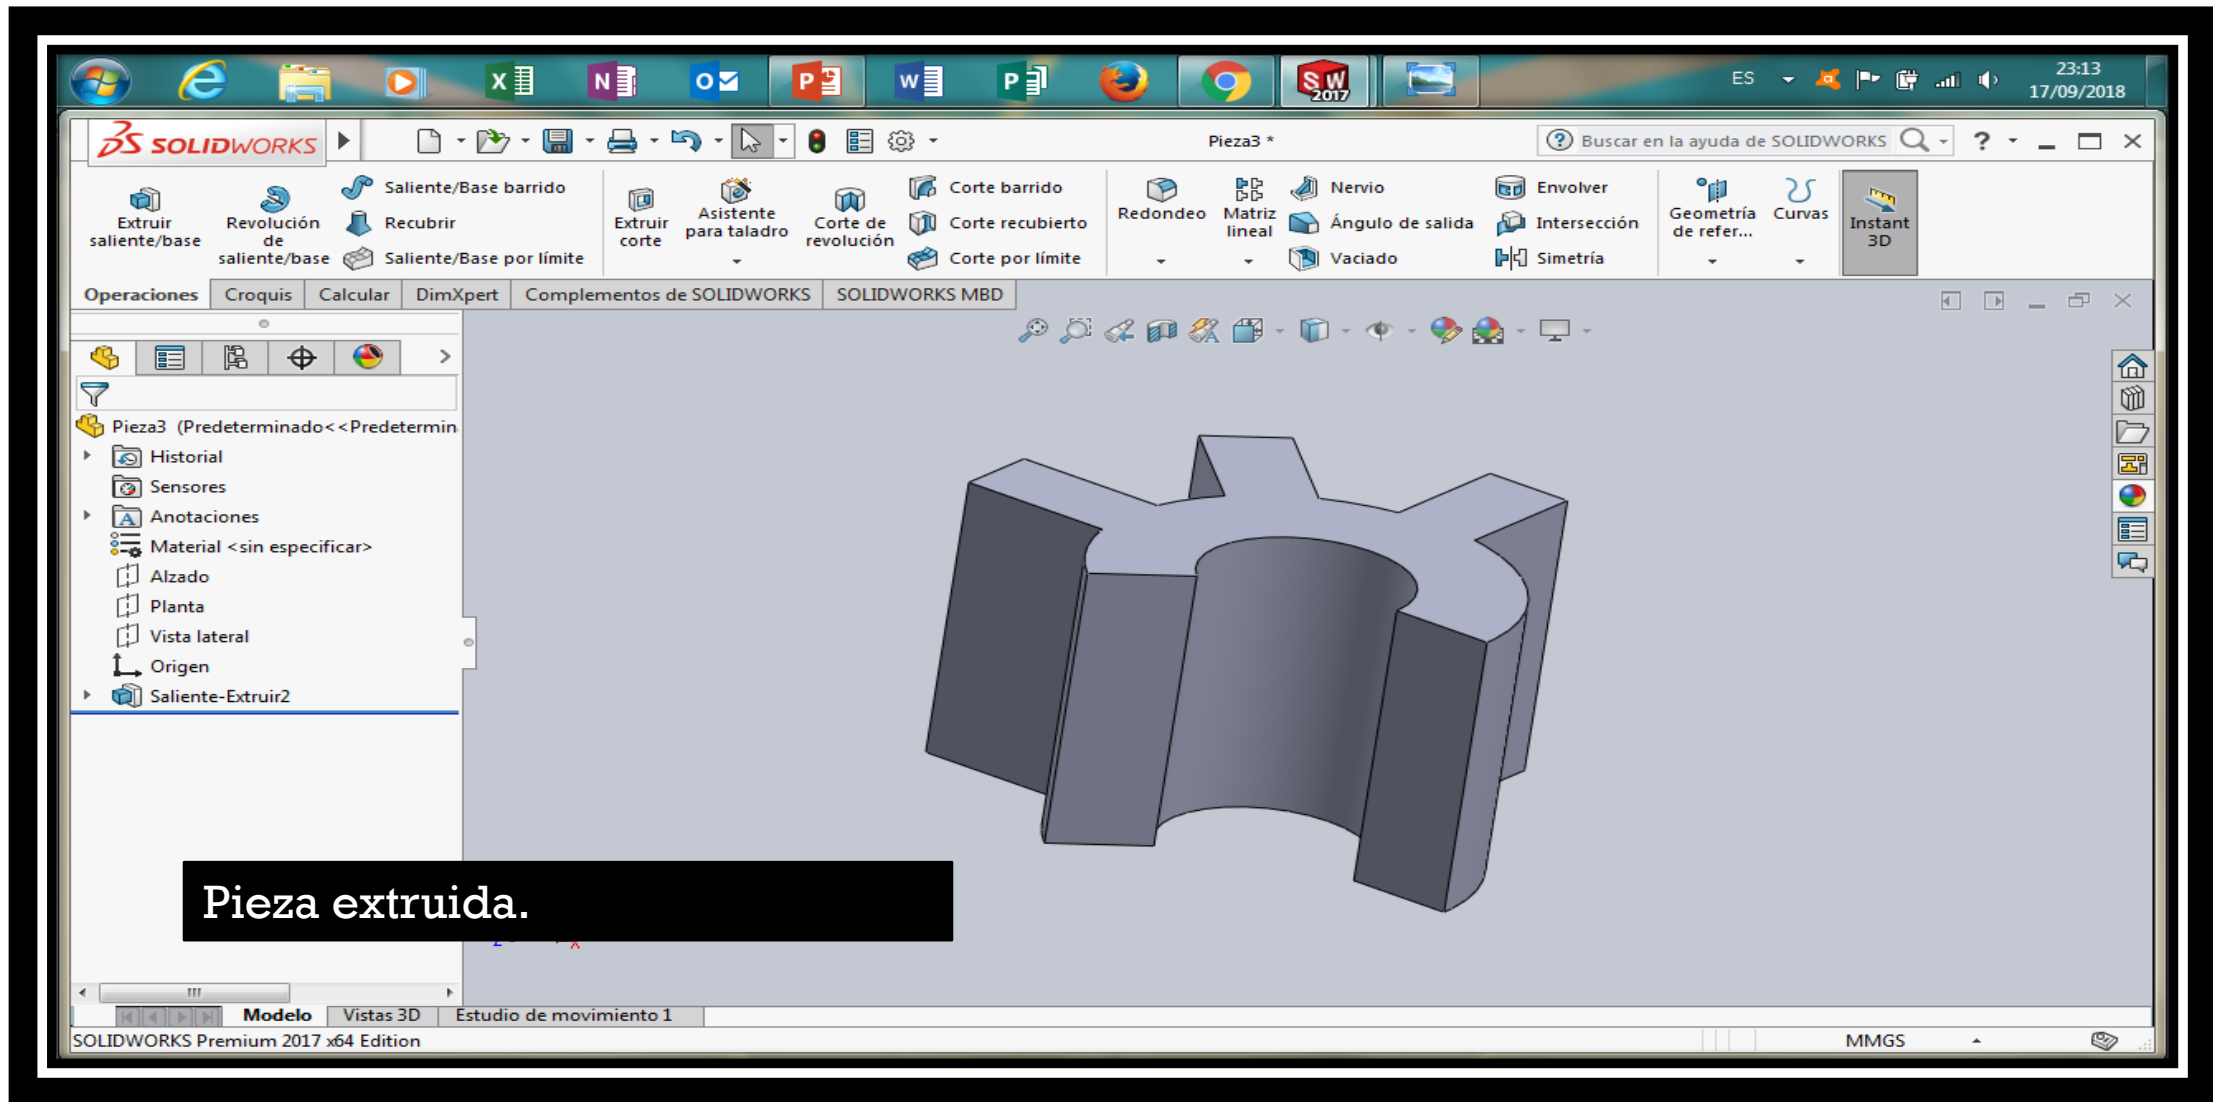 ES
23:13
17/09/2018
SOLIDWORKS
Pieza3 *
Buscar en la ayuda de SOLIDWORKS
Extruir
saliente/base
Revolución
de
saliente/base
Saliente/Base barrido
Recubrir
Saliente/Base por límite
Extruir
corte
Asistente
para taladro
Corte de
revolución
Corte barrido
Corte recubierto
Corte por límite
Redondeo
Matriz
lineal
Nervio
Ángulo de salida
Vaciado
Envolver
Intersección
Simetría
Geometría
de refer...
Curvas
Instant
3D
Operaciones
Croquis
Calcular
DimXpert
Complementos de SOLIDWORKS
SOLIDWORKS MBD
Pieza3 (Predeterminado<<Predetermin
Historial
Sensores
Anotaciones
Material <sin especificar>
Alzado
Planta
Vista lateral
Origen
Saliente-Extruir2
Pieza extruida.
Modelo
Vistas 3D
Estudio de movimiento 1
SOLIDWORKS Premium 2017 x64 Edition
MMGS